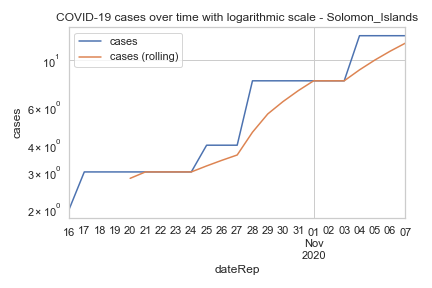 COVID-19 cases over time with logarithmic scale - Solomon_Islands
cases
cases (rolling)
10¹
6 × 10⁰
4 × 10⁰
3 × 10⁰
2 × 10⁰
cases
16 17 18 19 20 21 22 23 24 25 26 27 28 29 30 31 01 02 03 04 05 06 07
Nov
2020
dateRep